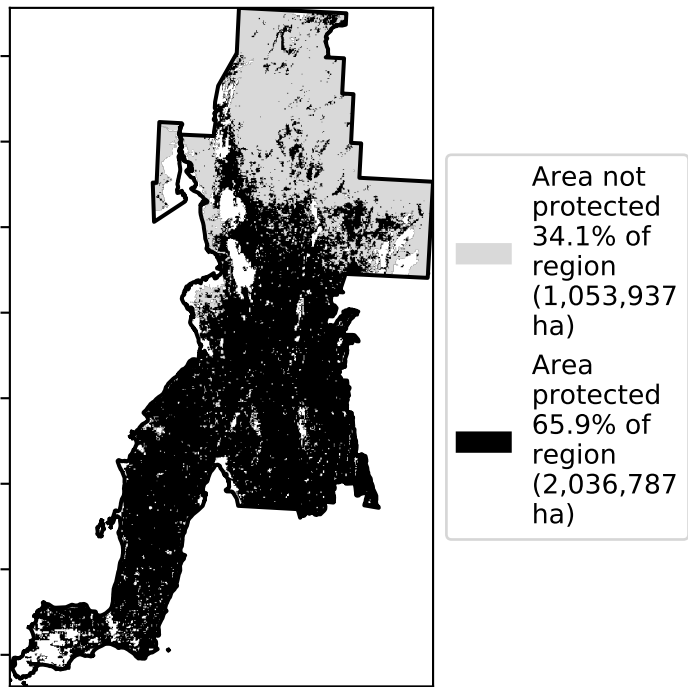 Area not
protected
34.1% of
region
(1,053,937
ha)
Area
protected
65.9% of
region
(2,036,787
ha)